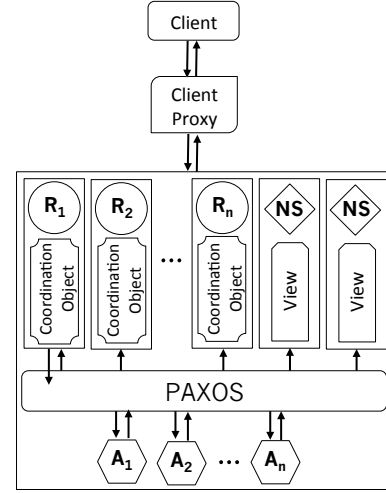 Client
Client
Proxy
R1
R2
Rn
NS
NS
Coordination
Object
Coordination
Object
...
Coordination
Object
View
View
PAXOS
A1
A2
...
An